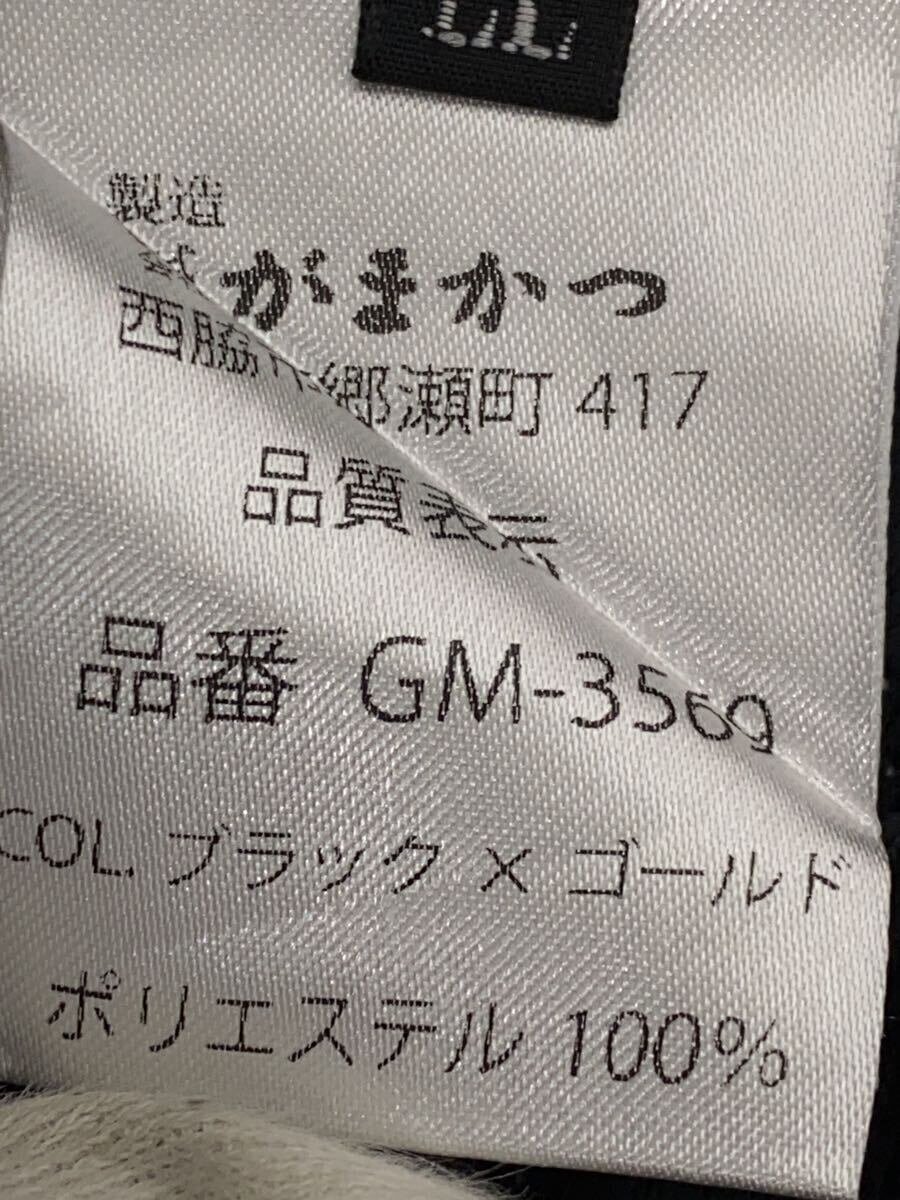 LL
製造
がまかつ
西脇市郷瀬町 417
品質表示
品番 GM-3569
COL. ブラック × ゴールド
ポリエステル 100%